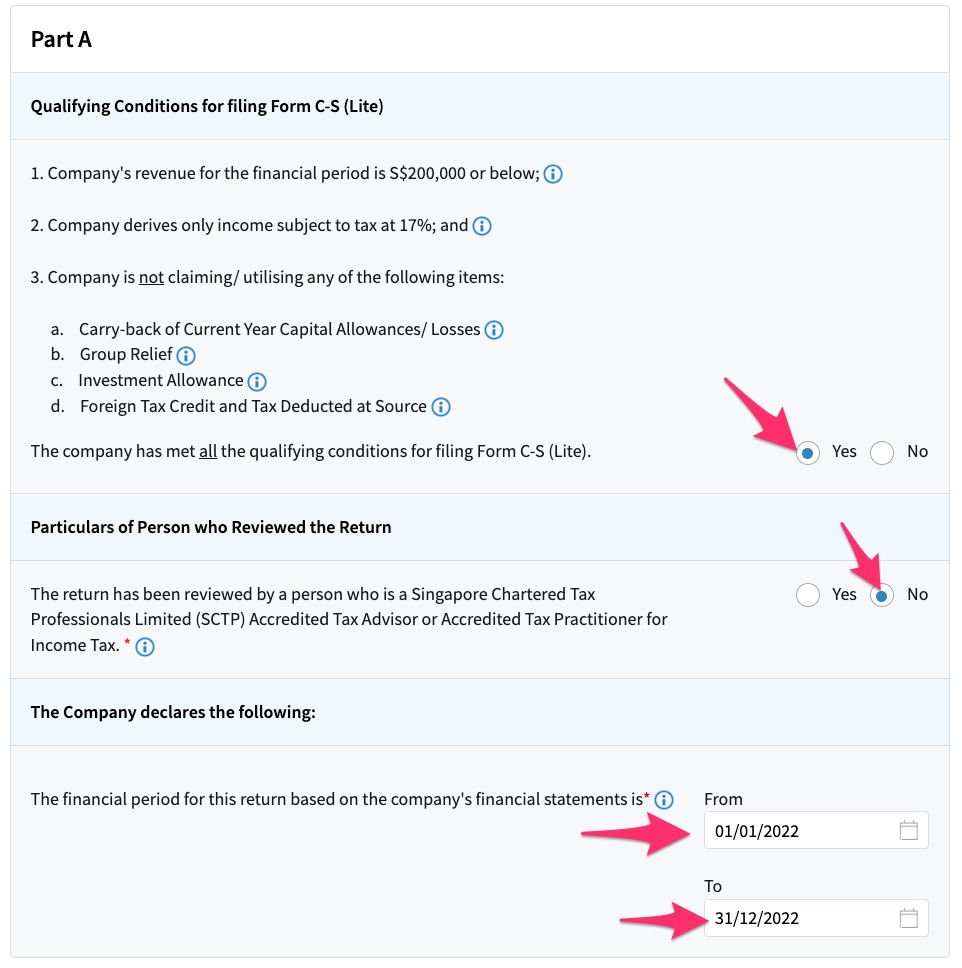 Part A
Qualifying Conditions for filing Form C-S (Lite)
1. Company's revenue for the financial period is S$200,000 or below;
2. Company derives only income subject to tax at 17%; and
3. Company is not claiming/ utilising any of the following items:
a. Carry-back of Current Year Capital Allowances/ Losses
b. Group Relief
c. Investment Allowance
d. Foreign Tax Credit and Tax Deducted at Source
The company has met all the qualifying conditions for filing Form C-S (Lite). Yes No
Particulars of Person who Reviewed the Return
The return has been reviewed by a person who is a Singapore Chartered Tax Yes No
Professionals Limited (SCTP) Accredited Tax Advisor or Accredited Tax Practitioner for
Income Tax. *
The Company declares the following:
The financial period for this return based on the company's financial statements is* From
01/01/2022
To
31/12/2022